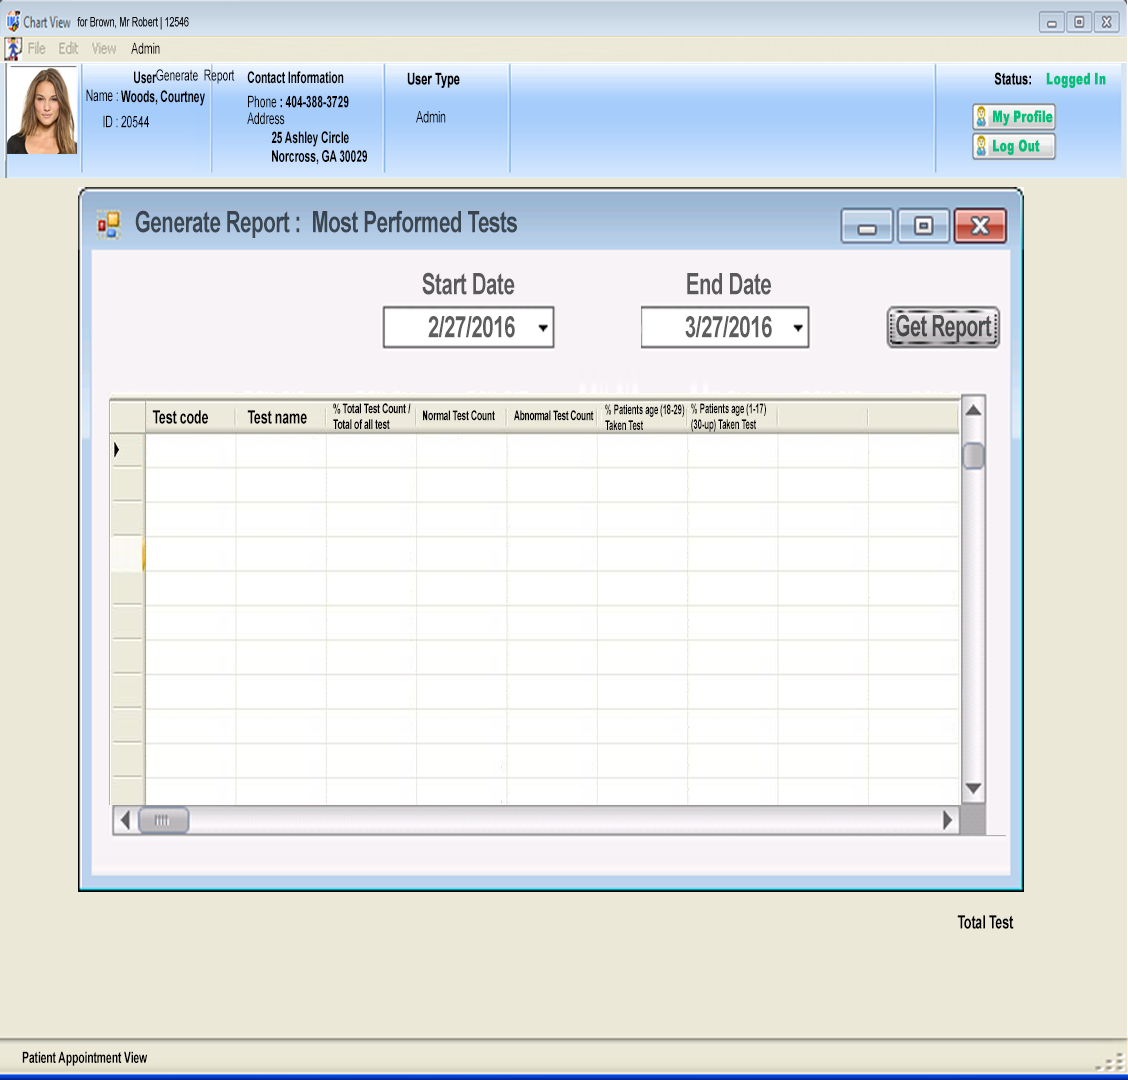 Chart View for Brown, Mr Robert | 12546
File Edit View Admin
User Generate Report
Name : Woods, Courtney
ID : 20544
Contact Information
Phone : 404-388-3729
Address
25 Ashley Circle
Norcross, GA 30029
User Type
Admin
Status: Logged In
My Profile
Log Out
Generate Report : Most Performed Tests
Start Date
2/27/2016
End Date
3/27/2016
Get Report
Test code
Test name
% Total Test Count /
Total of all test
Normal Test Count
Abnormal Test Count
% Patients age (18-29)
Taken Test
% Patients age (1-17)
(30-up) Taken Test
Total Test
Patient Appointment View